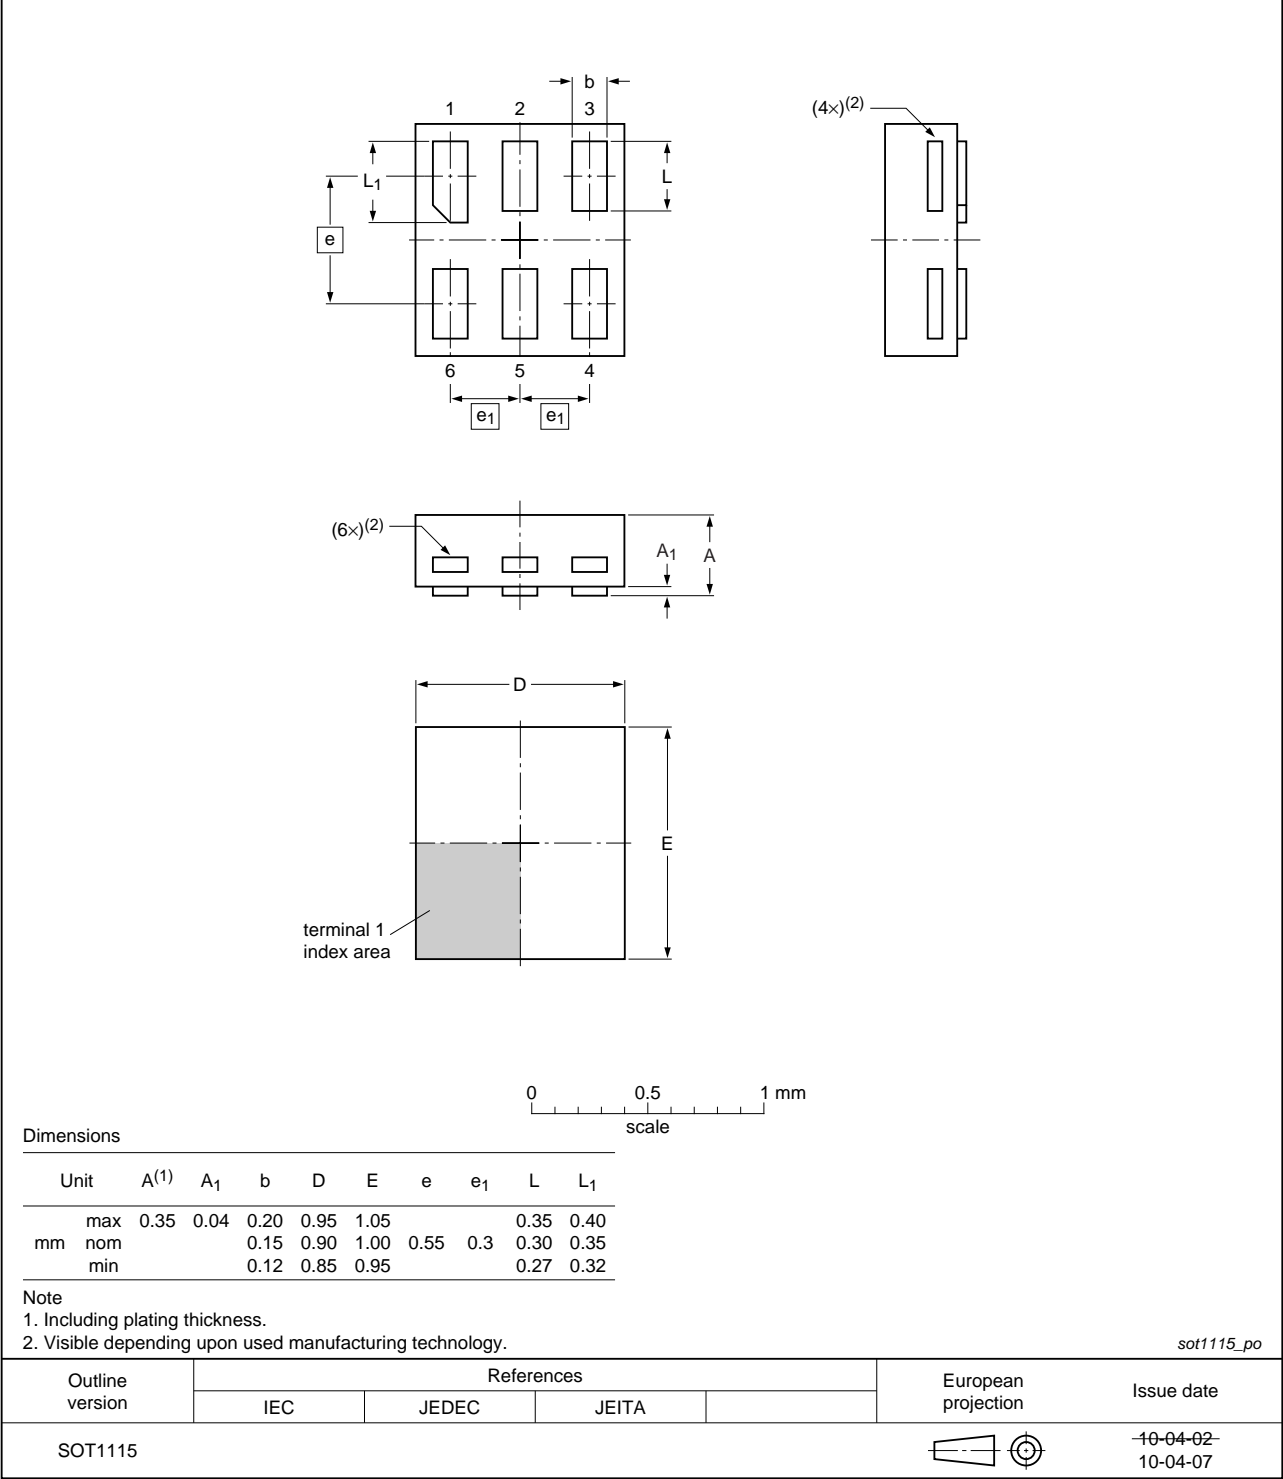 b
1 2 3
(4×)(2)
L1
L
e
6 5 4
e1 e1
(6×)(2)
A1 A
D
E
terminal 1
index area
0 0.5 1 mm
scale
Dimensions
Unit A(1) A1 b D E e e1 L L1
max 0.35 0.04 0.20 0.95 1.05 0.35 0.40
mm nom 0.15 0.90 1.00 0.55 0.3 0.30 0.35
min 0.12 0.85 0.95 0.27 0.32
Note
1. Including plating thickness.
2. Visible depending upon used manufacturing technology.
sot1115_po
Outline
version
References
European
projection
Issue date
IEC JEDEC JEITA
SOT1115
10-04-02
10-04-07